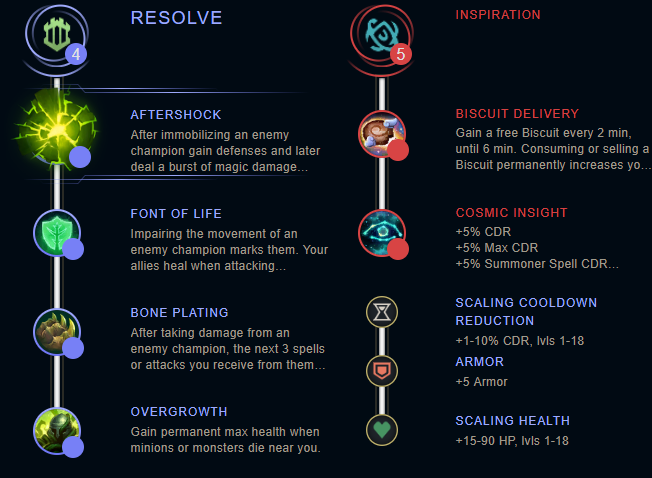 RESOLVE
4
AFTERSHOCK
After immobilizing an enemy
champion gain defenses and later
deal a burst of magic damage...
FONT OF LIFE
Impairing the movement of an
enemy champion marks them. Your
allies heal when attacking...
BONE PLATING
After taking damage from an
enemy champion, the next 3 spells
or attacks you receive from them...
OVERGROWTH
Gain permanent max health when
minions or monsters die near you.
INSPIRATION
5
BISCUIT DELIVERY
Gain a free Biscuit every 2 min,
until 6 min. Consuming or selling a
Biscuit permanently increases yo...
COSMIC INSIGHT
+5% CDR
+5% Max CDR
+5% Summoner Spell CDR...
SCALING COOLDOWN
REDUCTION
+1-10% CDR, lvls 1-18
ARMOR
+5 Armor
SCALING HEALTH
+15-90 HP, lvls 1-18